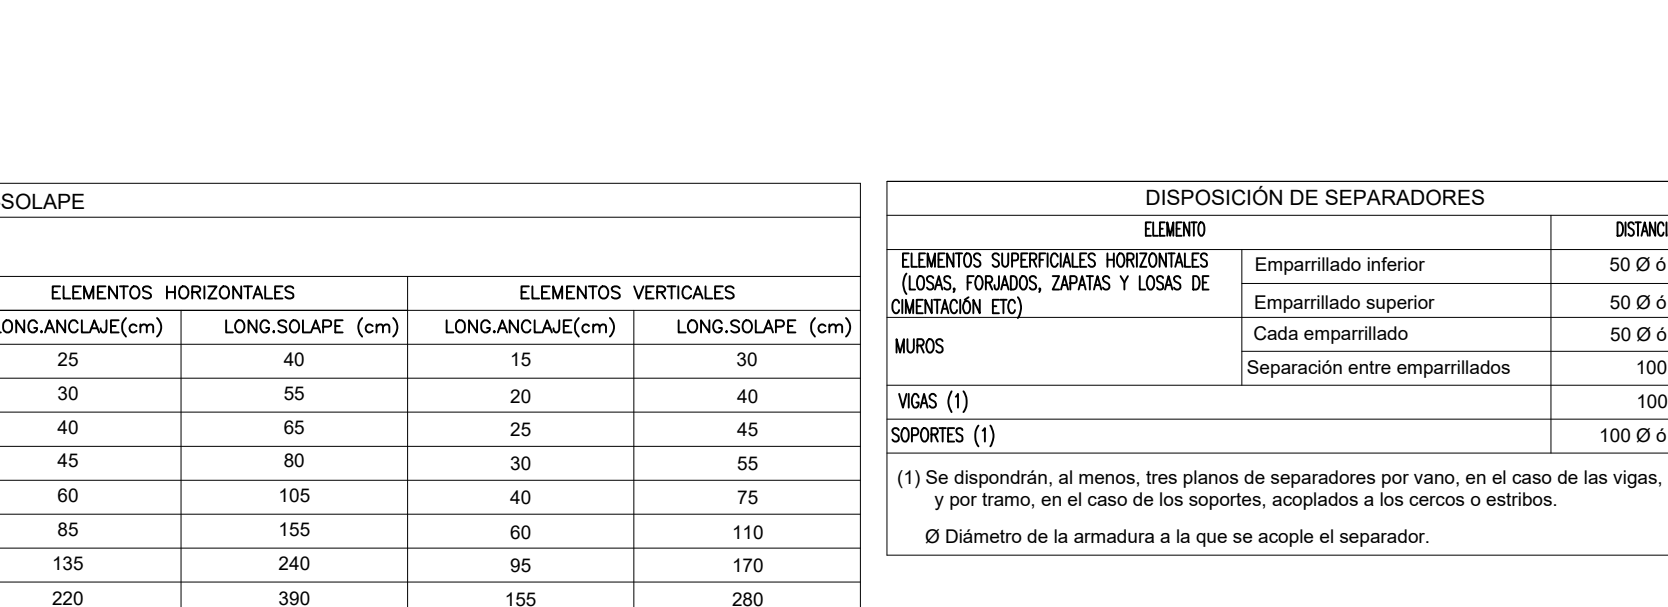 SOLAPE
ELEMENTOS HORIZONTALES ELEMENTOS VERTICALES
LONG.ANCLAJE(cm) LONG.SOLAPE (cm) LONG.ANCLAJE(cm) LONG.SOLAPE (cm)
25 40 15 30
30 55 20 40
40 65 25 45
45 80 30 55
60 105 40 75
85 155 60 110
135 240 95 170
220 390 155 280
DISPOSICIÓN DE SEPARADORES
ELEMENTO DISTANCI
ELEMENTOS SUPERFICIALES HORIZONTALES
(LOSAS, FORJADOS, ZAPATAS Y LOSAS DE
CIMENTACIÓN ETC)
Emparrillado inferior 50 Ø ó
Emparrillado superior 50 Ø ó
MUROS
Cada emparrillado 50 Ø ó
Separación entre emparrillados 100
VIGAS (1) 100
SOPORTES (1) 100 Ø ó
(1) Se dispondrán, al menos, tres planos de separadores por vano, en el caso de las vigas,
y por tramo, en el caso de los soportes, acoplados a los cercos o estribos.
Ø Diámetro de la armadura a la que se acople el separador.